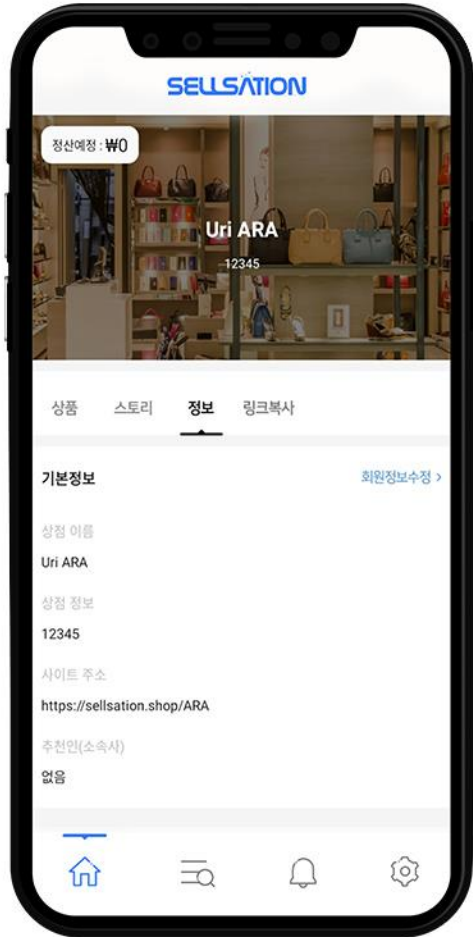 SELLSATION
정산예정 : ₩0
Uri ARA
12345
상품 스토리 정보 링크복사
기본정보 회원정보수정 >
상점 이름
Uri ARA
상점 정보
12345
사이트 주소
https://sellsation.shop/ARA
추천인(소속사)
없음